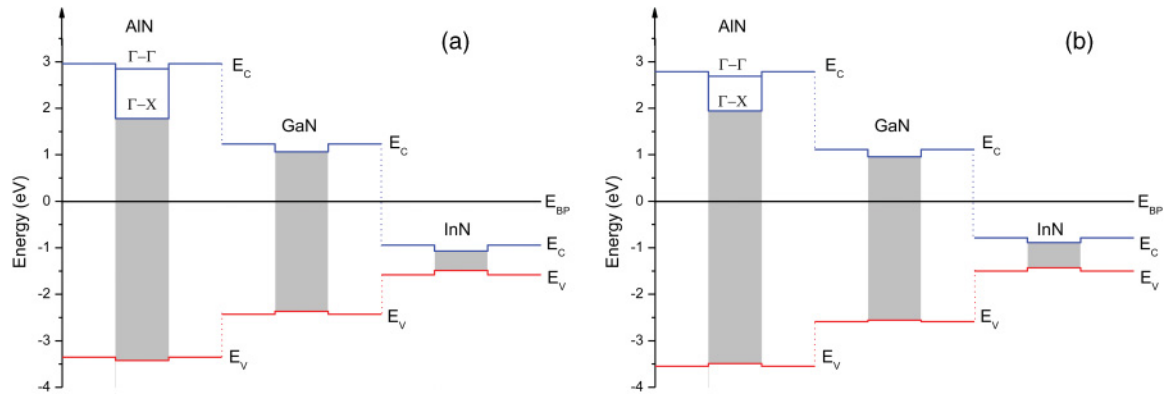 AlN
(a)
Γ–Γ
E_C
Γ–X
GaN
E_C
E_BP
InN
E_C
E_V
E_V
E_V
Energy (eV)
3
2
1
0
-1
-2
-3
-4
AlN
(b)
Γ–Γ
E_C
Γ–X
GaN
E_C
E_BP
InN
E_C
E_V
E_V
E_V
Energy (eV)
3
2
1
0
-1
-2
-3
-4